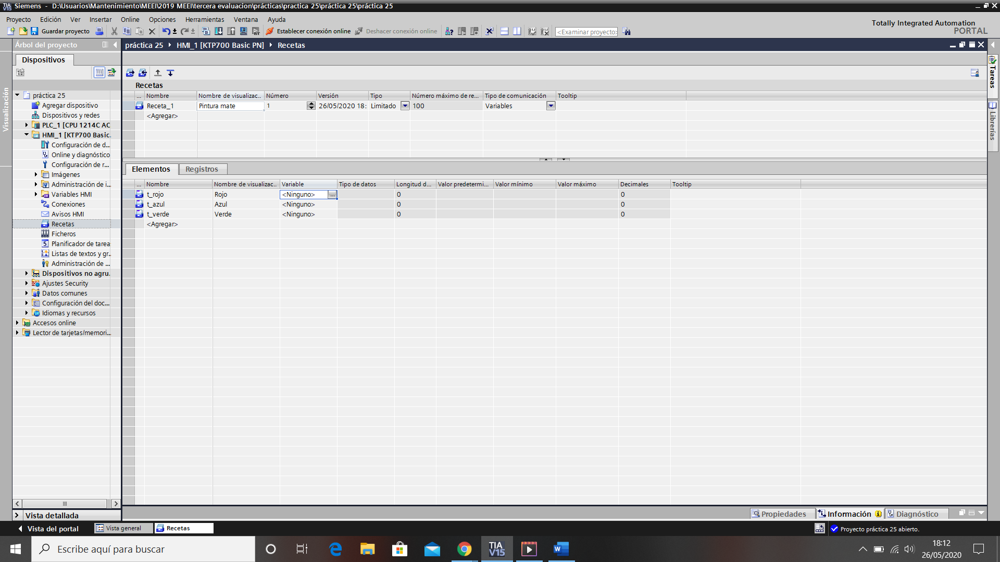 Siemens - D:\Usuarios\Mantenimiento\MEEI\2019 MEEI\tercera evaluacion\prácticas\practica 25\práctica 25\práctica 25
Proyecto Edición Ver Insertar Online Opciones Herramientas Ventana Ayuda
Totally Integrated Automation
PORTAL
Guardar proyecto Establecer conexión online Deshacer conexión online <Examinar proyecto>
Árbol del proyecto
práctica 25 HMI_1 [KTP700 Basic PN] Recetas
Dispositivos
Visualización
Tareas
Librerías
práctica 25
Agregar dispositivo
Dispositivos y redes
PLC_1 [CPU 1214C AC
HMI_1 [KTP700 Basic
Configuración de d...
Online y diagnóstico
Configuración de r...
Imágenes
Administración de i...
Variables HMI
Conexiones
Avisos HMI
Recetas
Ficheros
Planificador de tarea
Listas de textos y gr..
Administración de ...
Dispositivos no agru.
Ajustes Security
Datos comunes
Configuración del doc...
Idiomas y recursos
Accesos online
Lector de tarjetas/memori...
Recetas
... Nombre Nombre de visualizac.. Número Versión Tipo Número máximo de re... Tipo de comunicación Tooltip
Receta_1 Pintura mate 1 26/05/2020 18: Limitado 100 Variables
<Agregar>
Elementos Registros
... Nombre Nombre de visualizac.. Variable Tipo de datos Longitud d... Valor predetermi... Valor mínimo Valor máximo Decimales Tooltip
t_rojo Rojo <Ninguno> ... 0 0
t_azul Azul <Ninguno> 0 0
t_verde Verde <Ninguno> 0 0
<Agregar>
Vista detallada
Propiedades Información Diagnóstico
Vista del portal Vista general Recetas
Proyecto práctica 25 abierto.
Escribe aquí para buscar
TIA
V15
18:12
26/05/2020